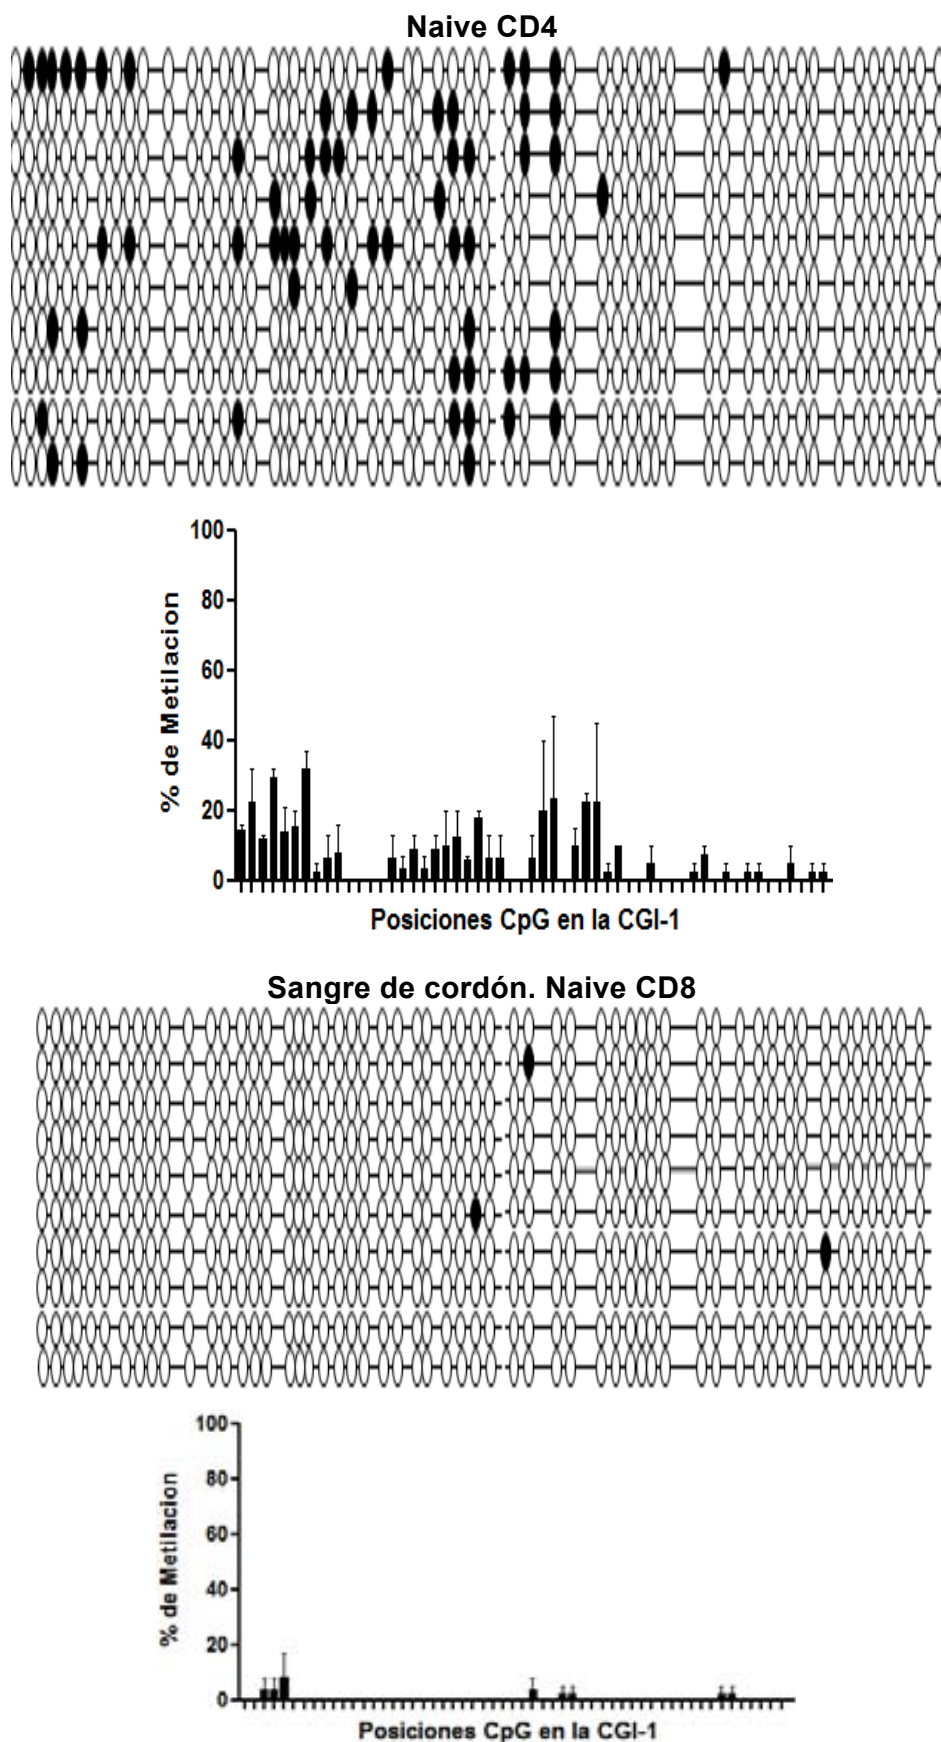 Naive CD4
100
80
60
40
20
0
% de Metilacion
Posiciones CpG en la CGI-1
Sangre de cordón. Naive CD8
100
80
60
40
20
0
% de Metilacion
Posiciones CpG en la CGI-1